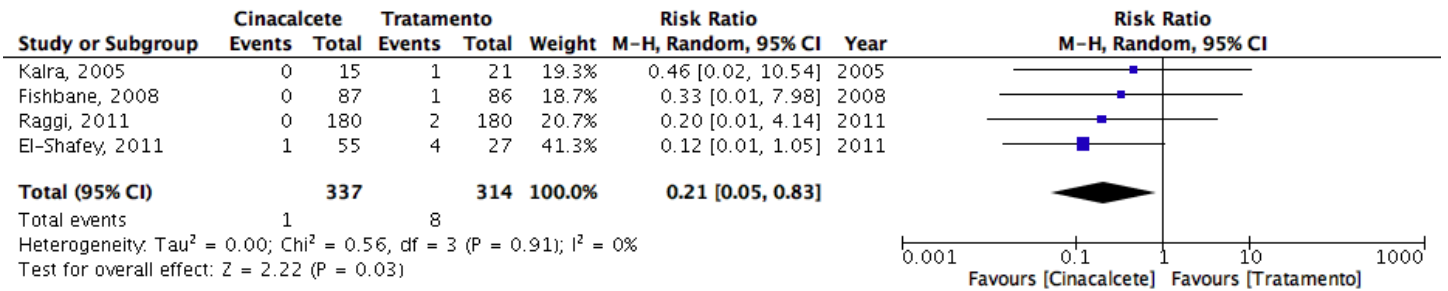 Cinacalcete Tratamento Risk Ratio Risk Ratio
Study or Subgroup Events Total Events Total Weight M-H, Random, 95% CI Year M-H, Random, 95% CI
Kalra, 2005 0 15 1 21 19.3% 0.46 [0.02, 10.54] 2005
Fishbane, 2008 0 87 1 86 18.7% 0.33 [0.01, 7.98] 2008
Raggi, 2011 0 180 2 180 20.7% 0.20 [0.01, 4.14] 2011
El-Shafey, 2011 1 55 4 27 41.3% 0.12 [0.01, 1.05] 2011
Total (95% CI) 337 314 100.0% 0.21 [0.05, 0.83]
Total events 1 8
Heterogeneity: Tau² = 0.00; Chi² = 0.56, df = 3 (P = 0.91); I² = 0%
Test for overall effect: Z = 2.22 (P = 0.03)
0.001 0.1 1 10 1000
Favours [Cinacalcete] Favours [Tratamento]